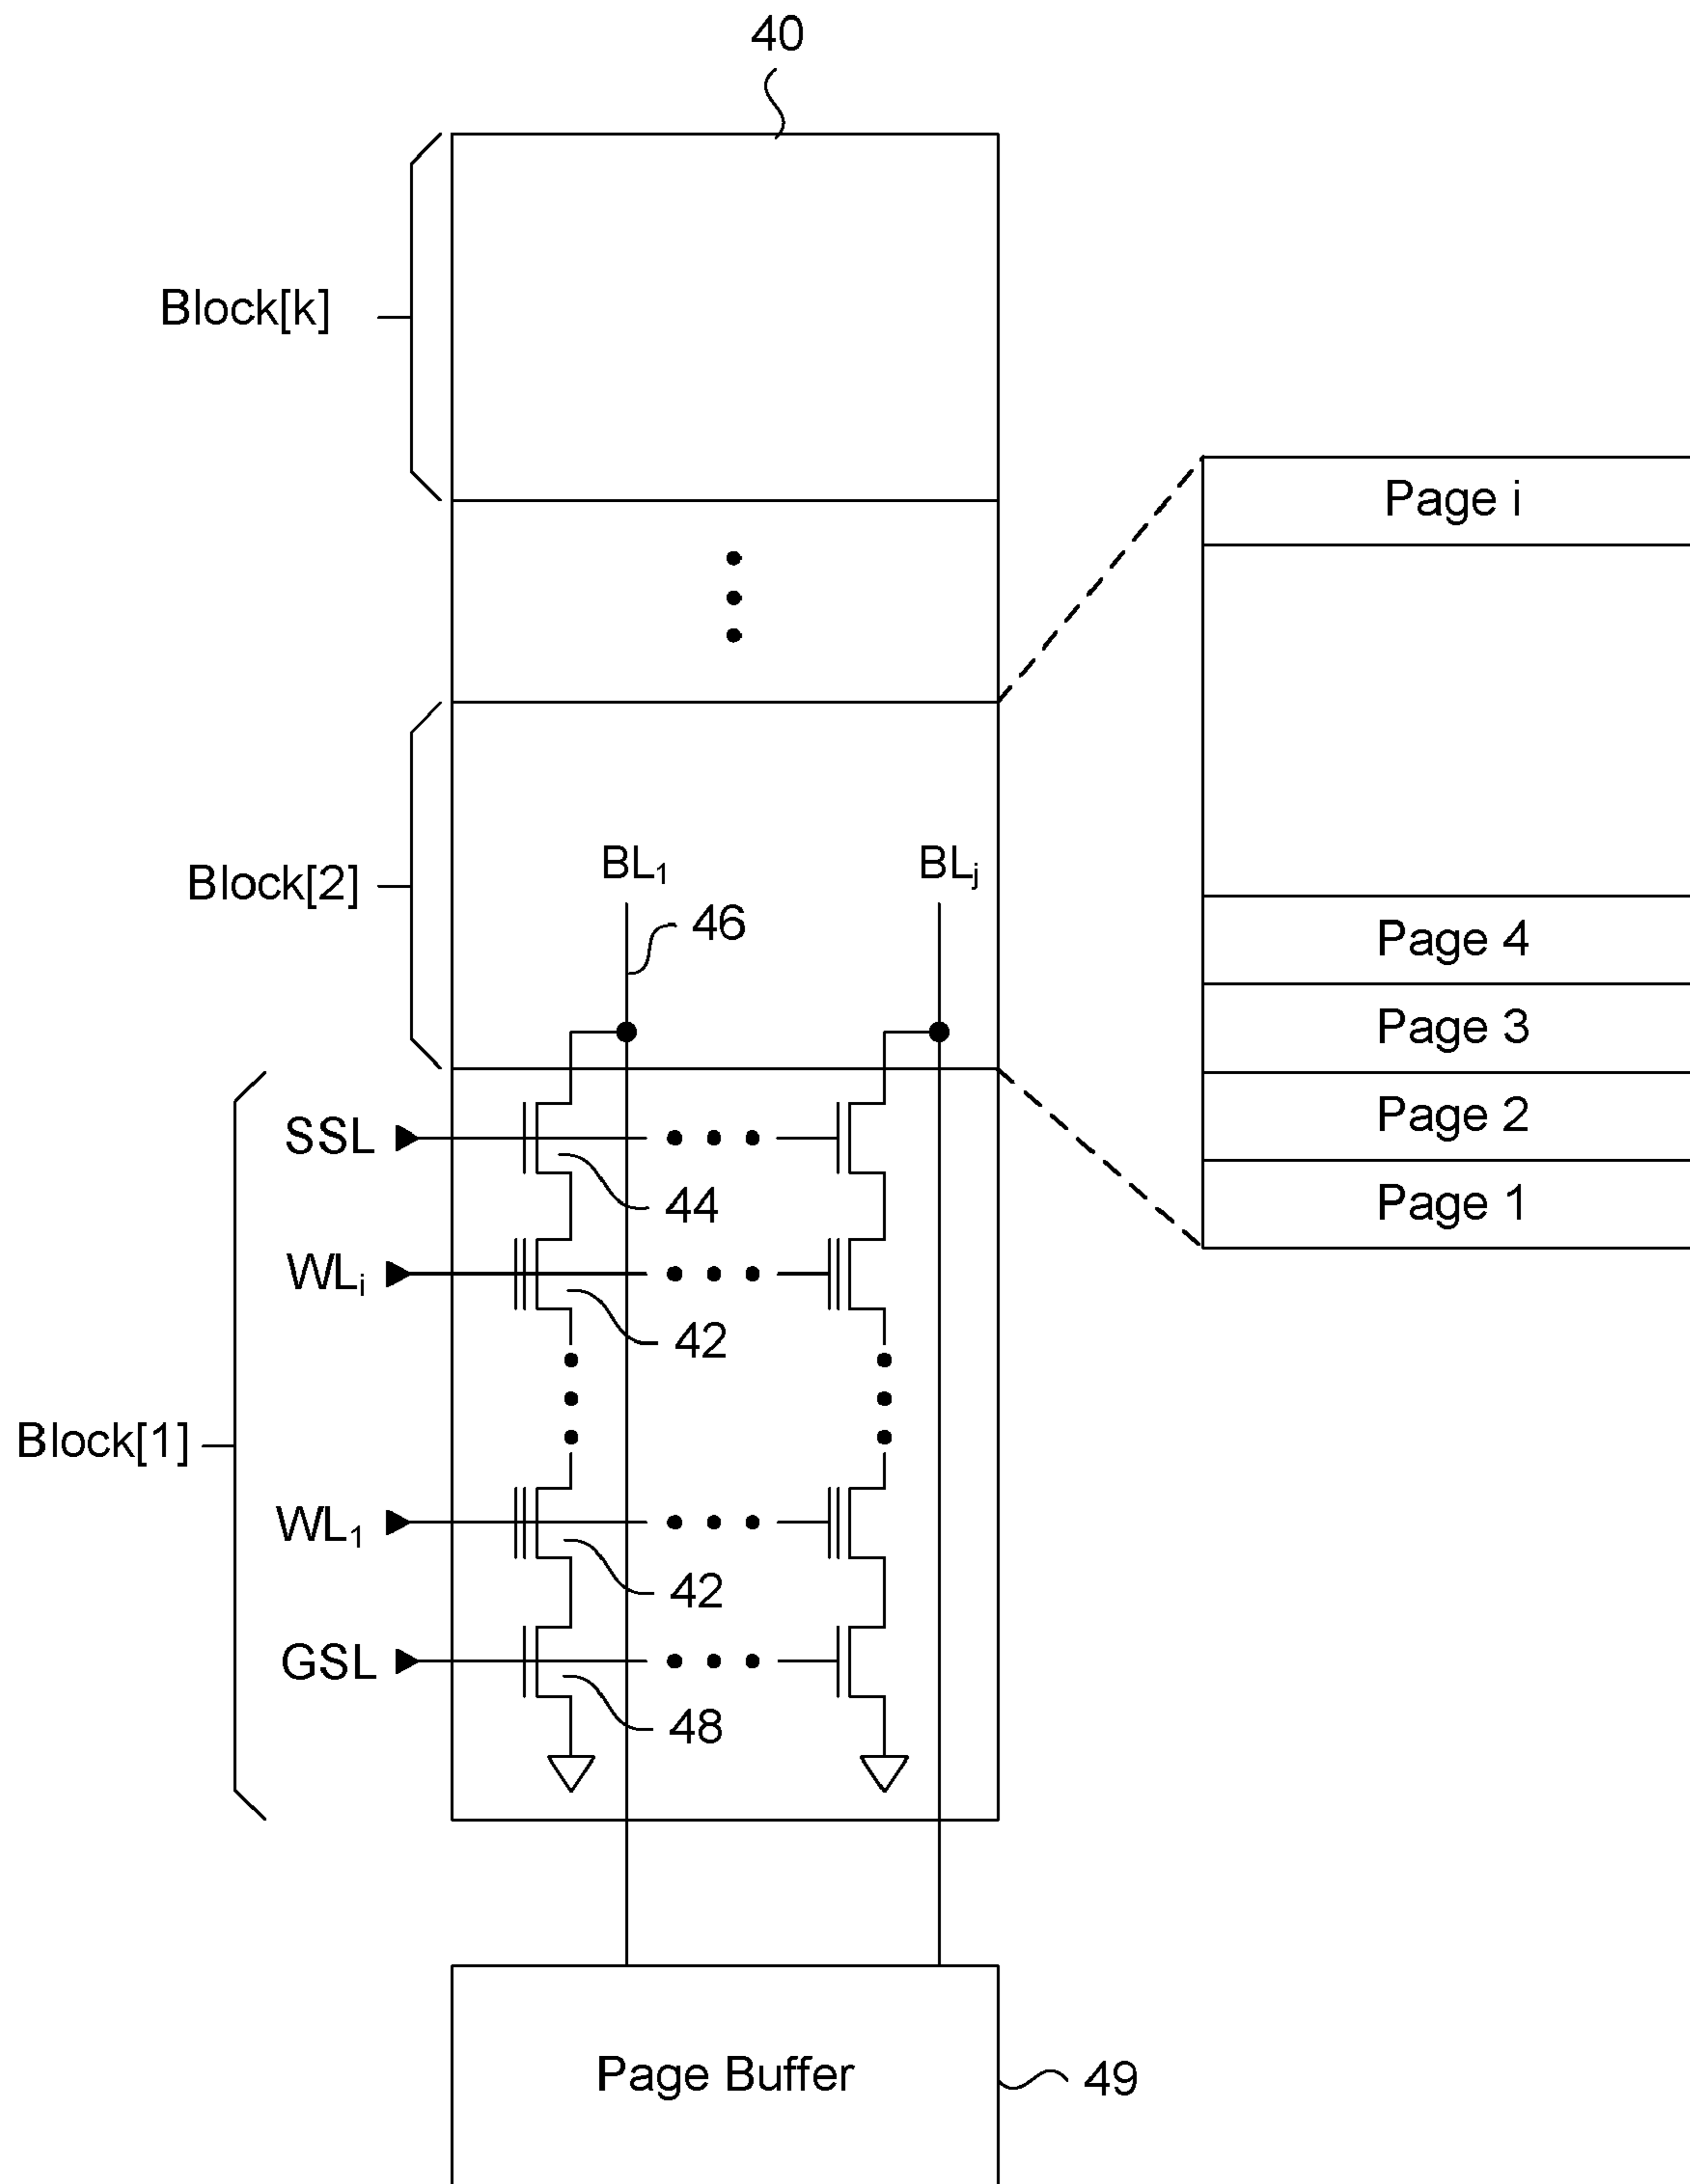 40
Block[k]
Page i
Block[2]
BL₁
BLⱼ
46
Page 4
Page 3
Page 2
Page 1
SSL
44
WLᵢ
42
Block[1]
WL₁
42
GSL
48
Page Buffer
49